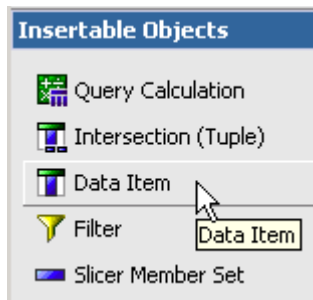 Insertable Objects
Query Calculation
Intersection (Tuple)
Data Item
Filter
Data Item
Slicer Member Set